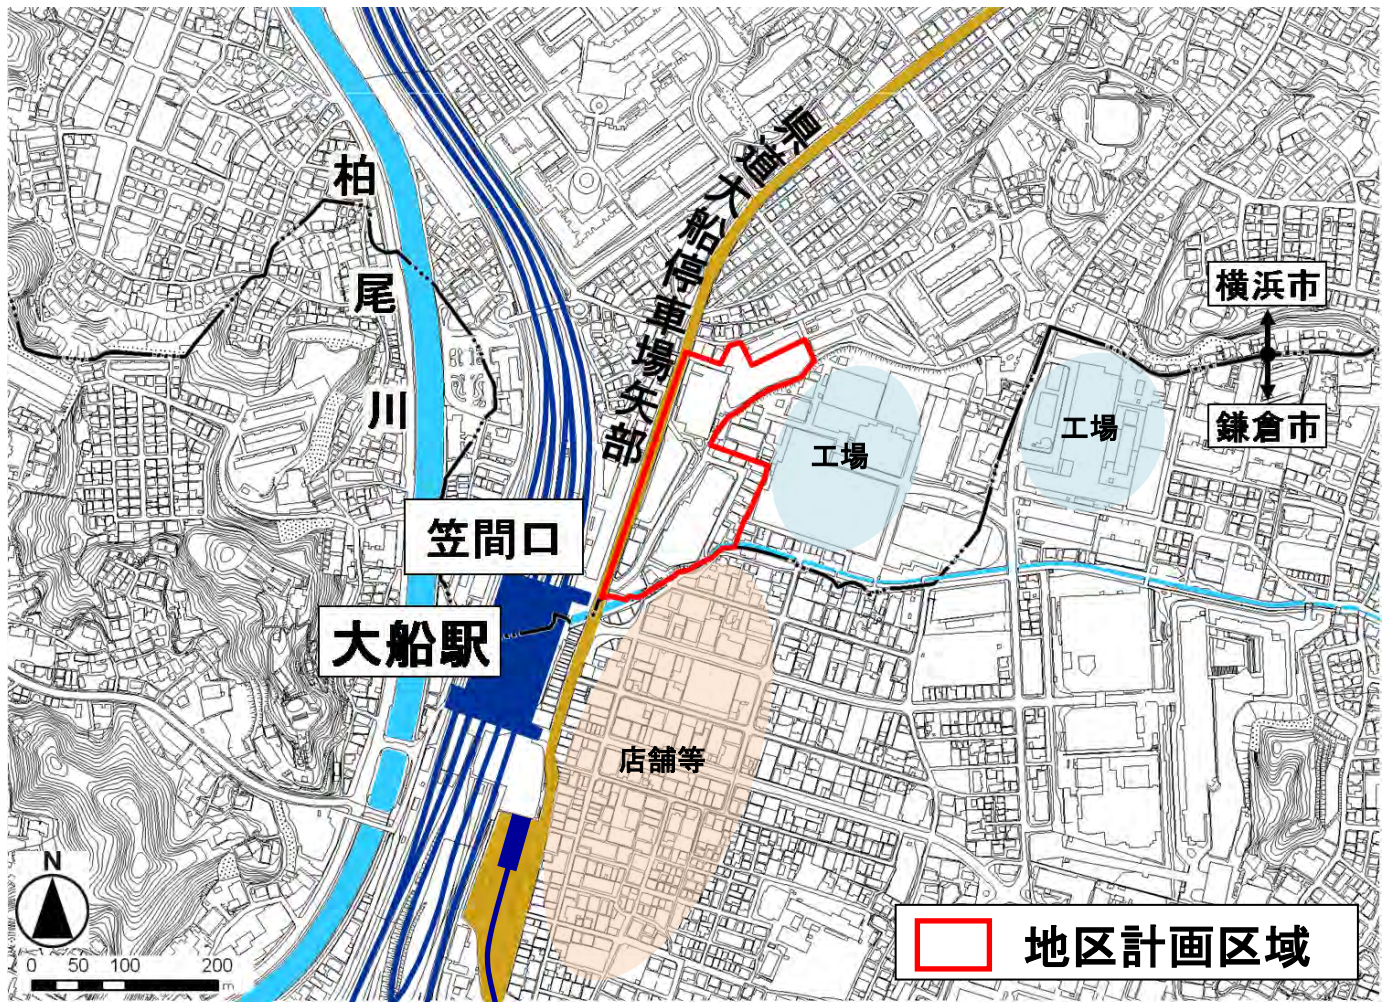 県道大船停車場矢部
柏尾川
横浜市
鎌倉市
工場
工場
笠間口
大船駅
店舗等
N
0 50 100 200
m
地区計画区域